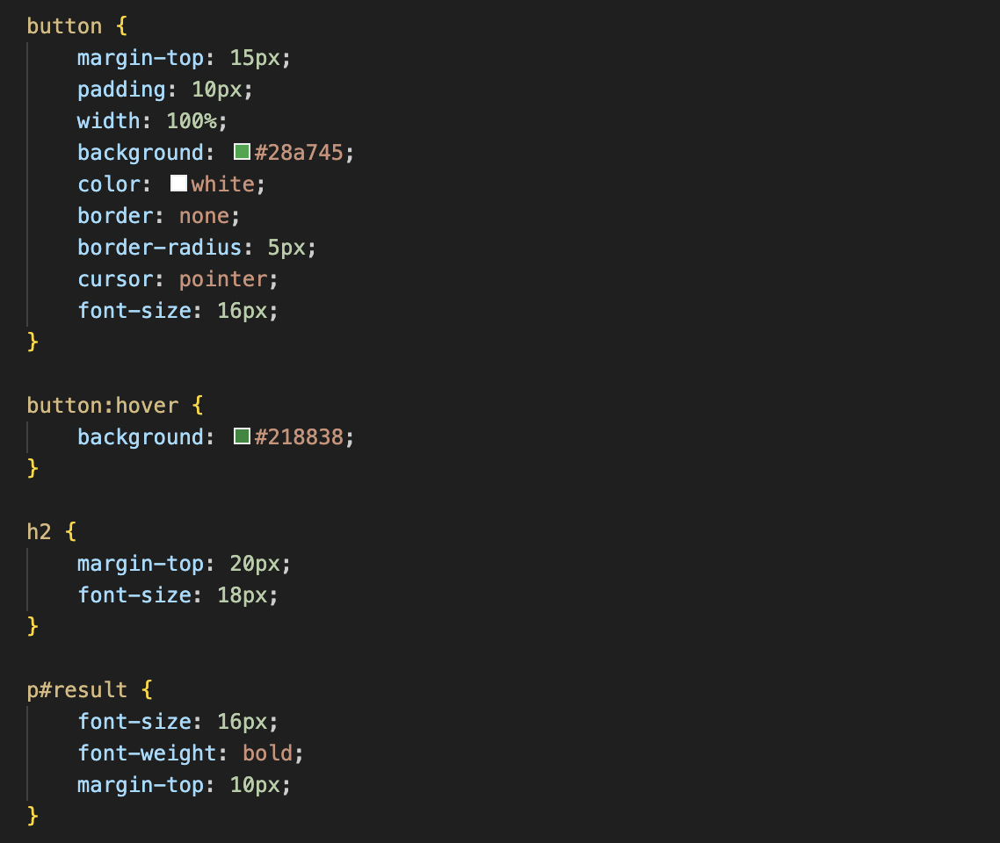 button {
    margin-top: 15px;
    padding: 10px;
    width: 100%;
    background: #28a745;
    color: white;
    border: none;
    border-radius: 5px;
    cursor: pointer;
    font-size: 16px;
}

button:hover {
    background: #218838;
}

h2 {
    margin-top: 20px;
    font-size: 18px;
}

p#result {
    font-size: 16px;
    font-weight: bold;
    margin-top: 10px;
}